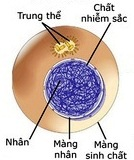 Trung thể
Chất
nhiễm sắc
Nhân
Màng
nhân
Màng
sinh chất